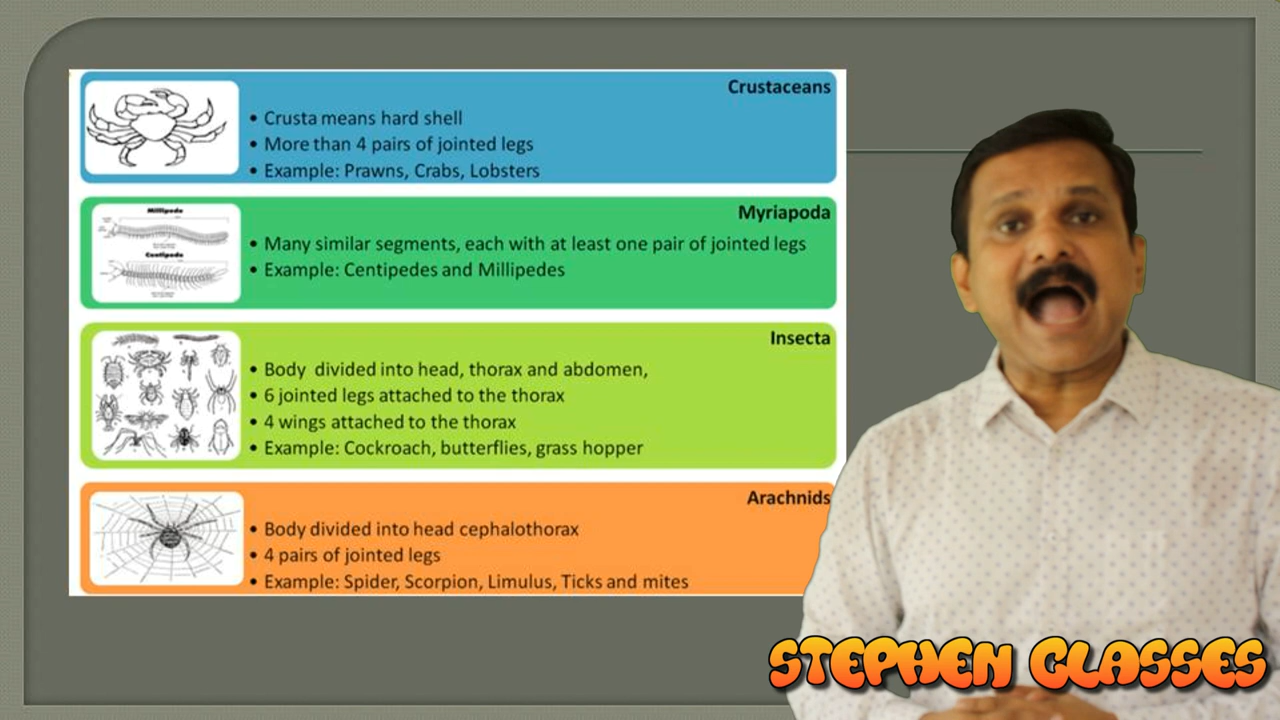 Crustaceans
• Crusta means hard shell
• More than 4 pairs of jointed legs
• Example: Prawns, Crabs, Lobsters
Millipede
Centipede
Myriapoda
• Many similar segments, each with at least one pair of jointed legs
• Example: Centipedes and Millipedes
Insecta
• Body divided into head, thorax and abdomen,
• 6 jointed legs attached to the thorax
• 4 wings attached to the thorax
• Example: Cockroach, butterflies, grass hopper
Arachnids
• Body divided into head cephalothorax
• 4 pairs of jointed legs
• Example: Spider, Scorpion, Limulus, Ticks and mites
STEPHEN CLASSES